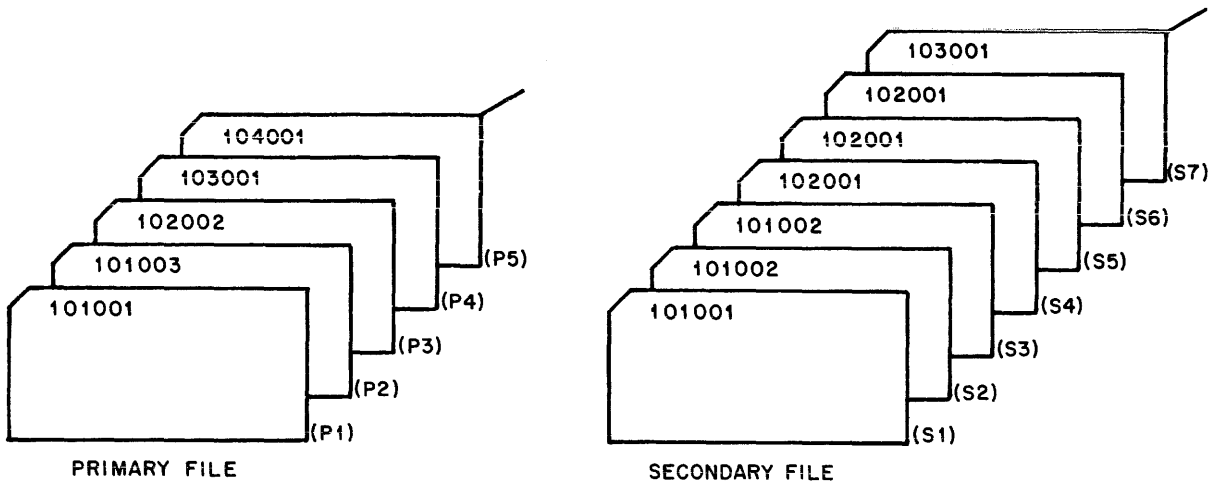 104001
103001
102002
101003
101001
(P5)
(P4)
(P3)
(P2)
(P1)
PRIMARY FILE
103001
102001
102001
102001
101002
101002
101001
(S7)
(S6)
(S5)
(S4)
(S3)
(S2)
(S1)
SECONDARY FILE